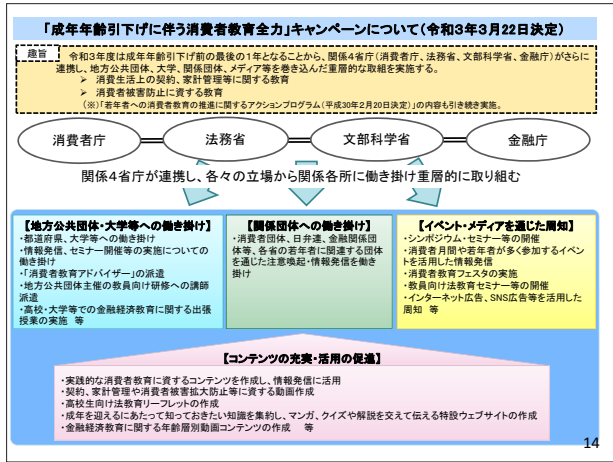 「成年年齢引下げに伴う消費者教育全力」キャンペーンについて(令和3年3月22日決定)
趣旨
令和3年度は成年年齢引下げ前の最後の1年となることから、関係4省庁(消費者庁、法務省、文部科学省、金融庁)がさらに
連携し、地方公共団体、大学、関係団体、メディア等を巻き込んだ重層的な取組を実施する。
➢ 消費生活上の契約、家計管理等に関する教育
➢ 消費者被害防止に資する教育
(※)「若年者への消費者教育の推進に関するアクションプログラム(平成30年2月20日決定)」の内容も引き続き実施。
消費者庁 法務省 文部科学省 金融庁
関係4省庁が連携し、各々の立場から関係各所に働き掛け重層的に取り組む
【地方公共団体・大学等への働き掛け】
・都道府県、大学等への働き掛け
・情報発信、セミナー開催等の実施についての
働き掛け
・「消費者教育アドバイザー」の派遣
・地方公共団体主催の教員向け研修への講師
派遣
・高校・大学等での金融経済教育に関する出張
授業の実施 等
【関係団体への働き掛け】
・消費者団体、日弁連、金融関係団
体等、各省の若年者に関連する団体
を通じた注意喚起・情報発信を働き
掛け
【イベント・メディアを通じた周知】
・シンポジウム・セミナー等の開催
・消費者月間や若年者が多く参加するイベン
トを活用した情報発信
・消費者教育フェスタの実施
・教員向け法教育セミナー等の開催
・インターネット広告、SNS広告等を活用した
周知 等
【コンテンツの充実・活用の促進】
・実践的な消費者教育に資するコンテンツを作成し、情報発信に活用
・契約、家計管理や消費者被害拡大防止等に資する動画作成
・高校生向け法教育リーフレットの作成
・成年を迎えるにあたって知っておきたい知識を集約し、マンガ、クイズや解説を交えて伝える特設ウェブサイトの作成
・金融経済教育に関する年齢層別動画コンテンツの作成 等
14